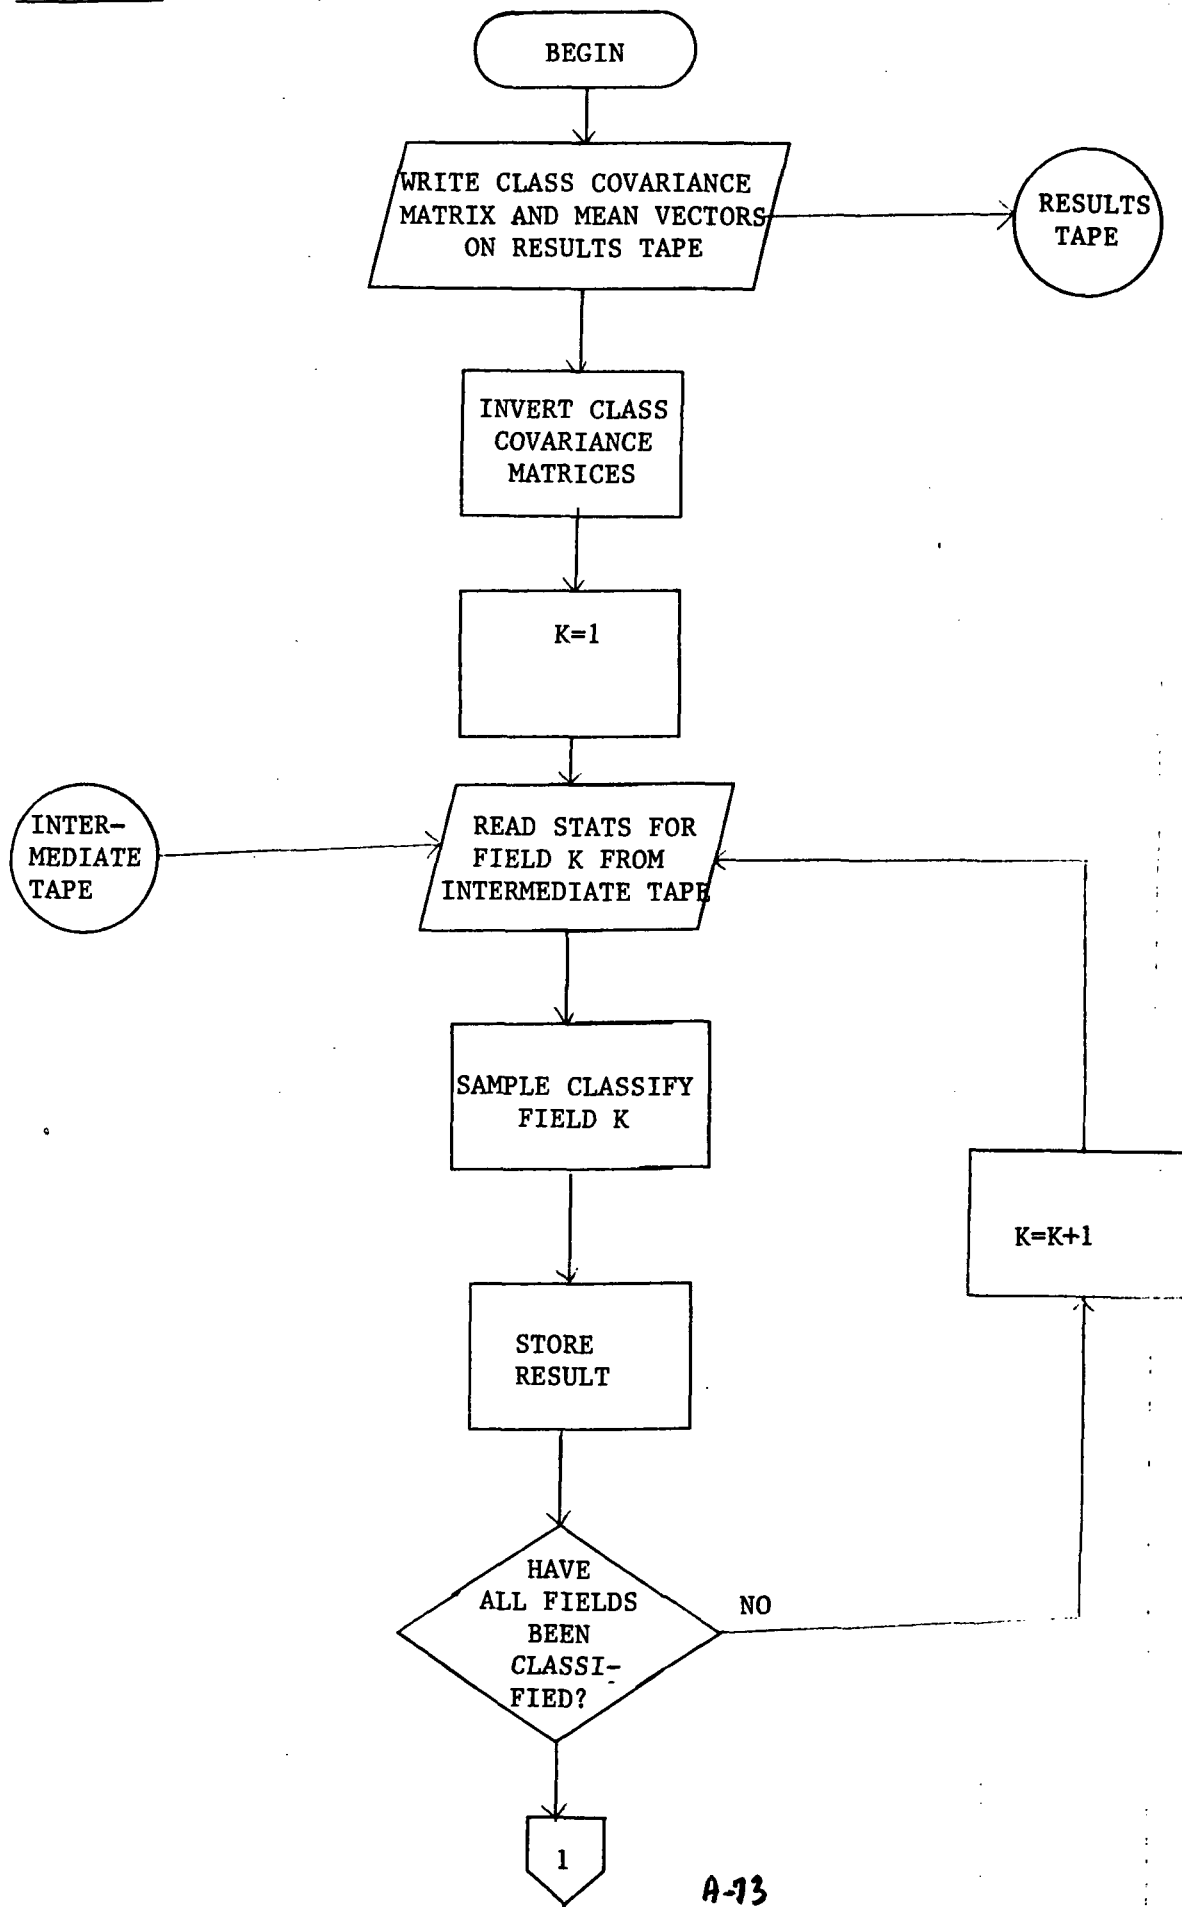 BEGIN
WRITE CLASS COVARIANCE
MATRIX AND MEAN VECTORS
ON RESULTS TAPE
RESULTS
TAPE
INVERT CLASS
COVARIANCE
MATRICES
K=1
INTER-
MEDIATE
TAPE
READ STATS FOR
FIELD K FROM
INTERMEDIATE TAPE
SAMPLE CLASSIFY
FIELD K
K=K+1
STORE
RESULT
HAVE
ALL FIELDS
BEEN
CLASSI-
FIED?
NO
1
A-73